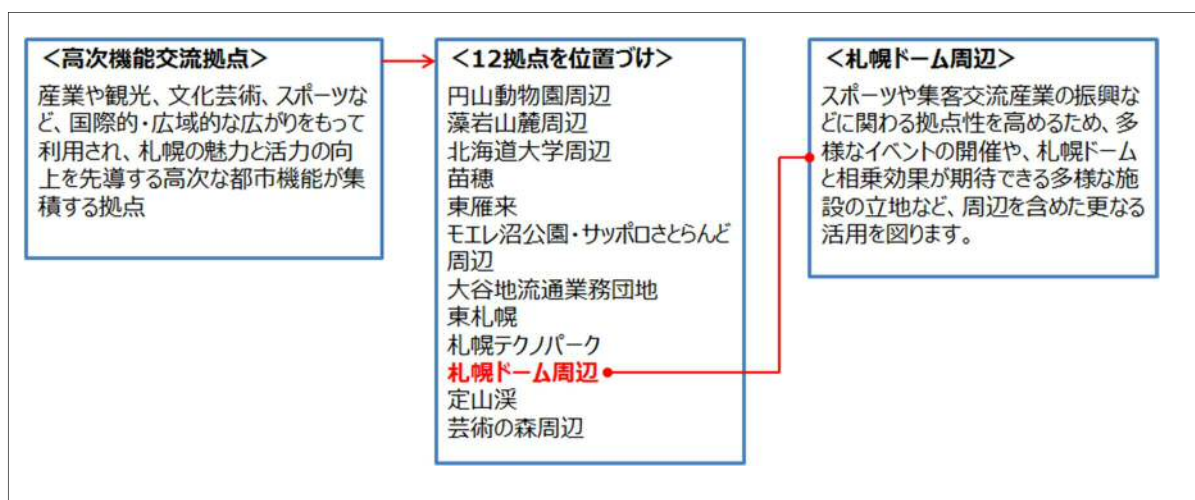 ＜高次機能交流拠点＞
産業や観光、文化芸術、スポーツな
ど、国際的・広域的な広がりをもって
利用され、札幌の魅力と活力の向
上を先導する高次な都市機能が集
積する拠点
＜12拠点を位置づけ＞
円山動物園周辺
藻岩山麓周辺
北海道大学周辺
苗穂
東雁来
モエレ沼公園・サッポロさとらんど
周辺
大谷地流通業務団地
東札幌
札幌テクノパーク
札幌ドーム周辺
定山渓
芸術の森周辺
＜札幌ドーム周辺＞
スポーツや集客交流産業の振興な
どに関わる拠点性を高めるため、多
様なイベントの開催や、札幌ドーム
と相乗効果が期待できる多様な施
設の立地など、周辺を含めた更なる
活用を図ります。